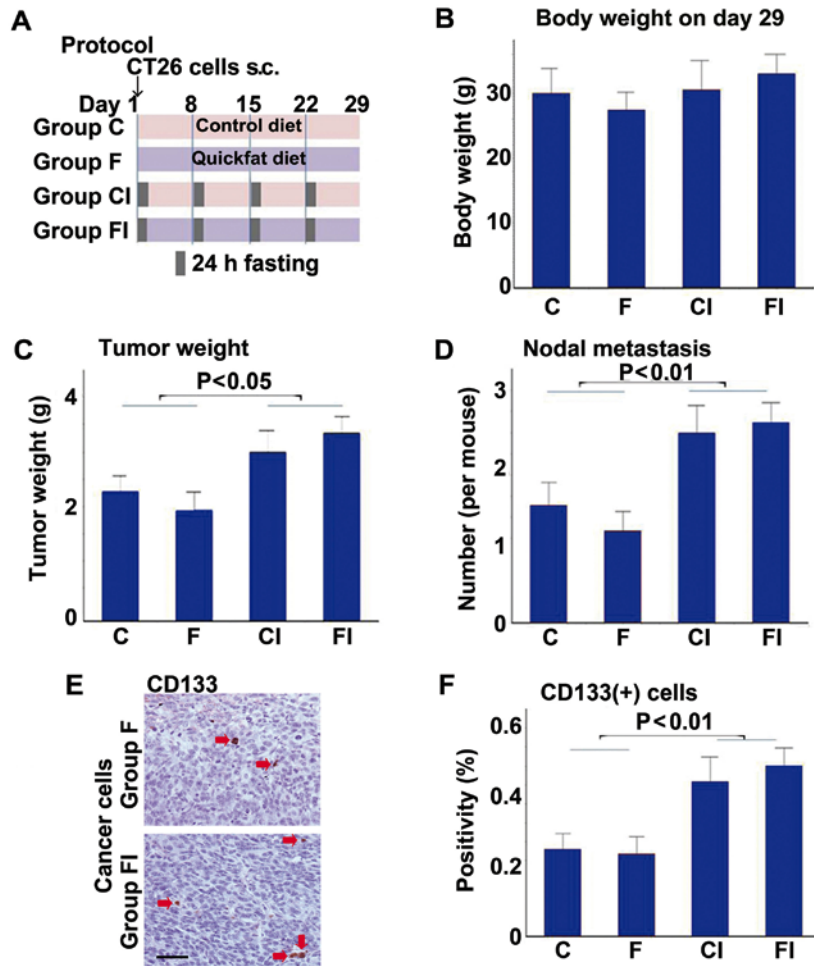 A
Protocol
CT26 cells s.c.
Day 1 8 15 22 29
Group C Control diet
Group F Quickfat diet
Group CI
Group FI
24 h fasting
B Body weight on day 29
Body weight (g)
30
20
10
0
C F CI FI
C Tumor weight
P<0.05
Tumor weight (g)
4
2
0
C F CI FI
D Nodal metastasis
P<0.01
Number (per mouse)
3
2
1
0
C F CI FI
E CD133
Cancer cells
Group F
Group FI
F CD133(+) cells
P<0.01
Positivity (%)
0.6
0.4
0.2
0
C F CI FI